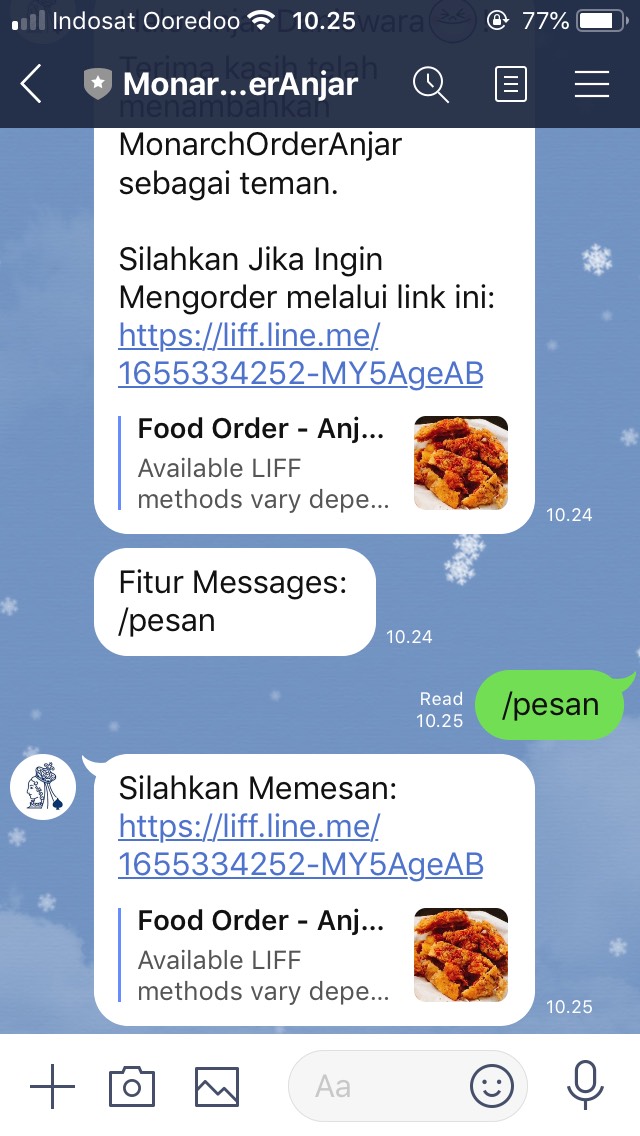 Indosat Ooredoo 10.25 77%
Terima kasih telah
Monar...erAnjar
menambahkan
MonarchOrderAnjar
sebagai teman.
Silahkan Jika Ingin
Mengorder melalui link ini:
https://liff.line.me/
1655334252-MY5AgeAB
Food Order - Anj...
Available LIFF
methods vary depe...
10.24
Fitur Messages:
/pesan
10.24
Read
10.25
/pesan
Silahkan Memesan:
https://liff.line.me/
1655334252-MY5AgeAB
Food Order - Anj...
Available LIFF
methods vary depe...
10.25
Aa